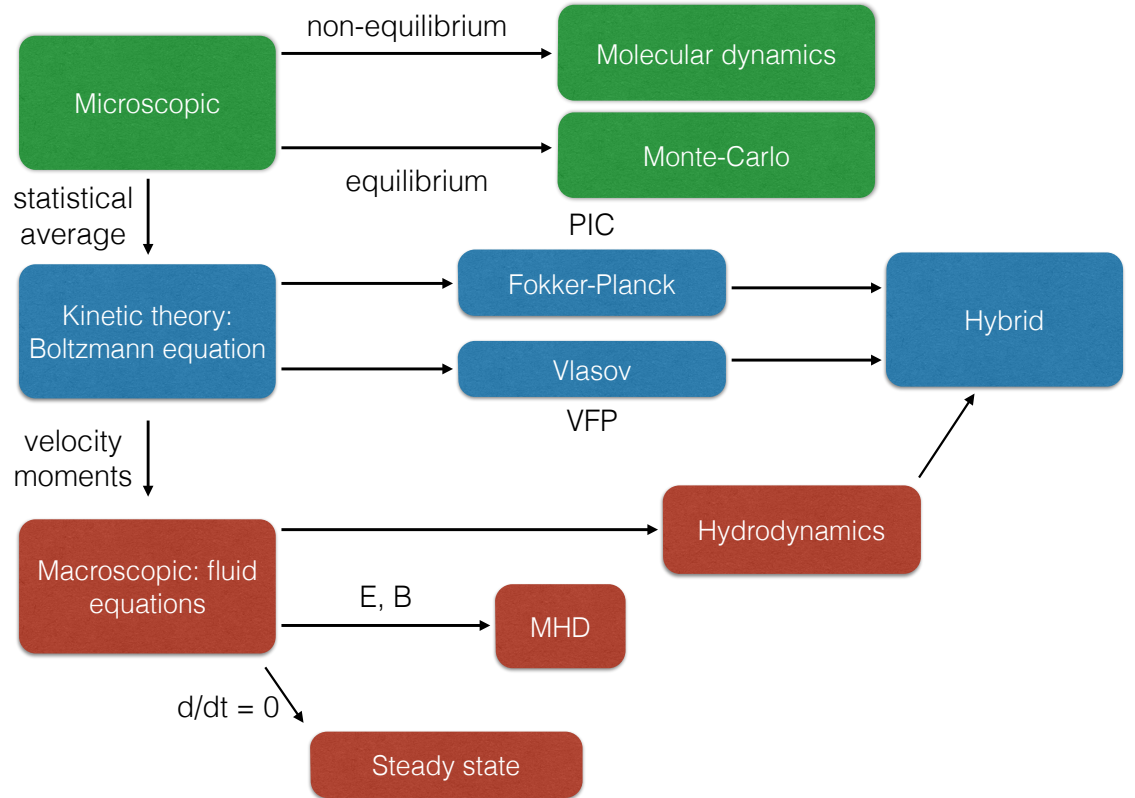 non-equilibrium
Microscopic
Molecular dynamics
Monte-Carlo
equilibrium
statistical
average
PIC
Kinetic theory:
Boltzmann equation
Fokker-Planck
Vlasov
VFP
Hybrid
velocity
moments
Macroscopic: fluid
equations
Hydrodynamics
E, B
MHD
d/dt = 0
Steady state